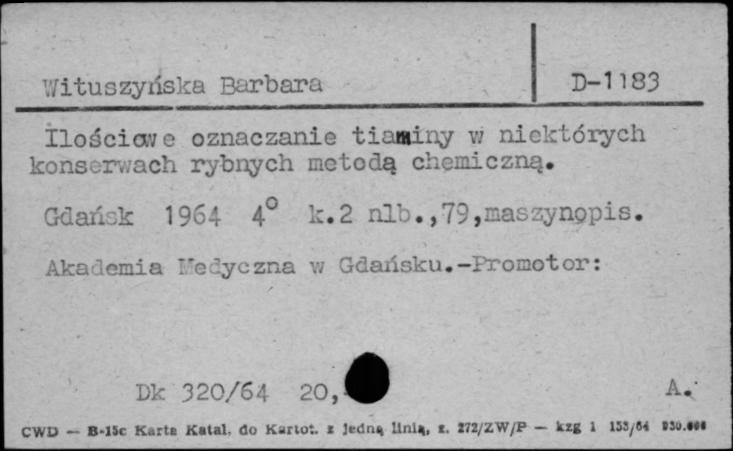 Wituszyńska Barbara D-1183
Ilościowe oznaczanie tiaminy w niektórych
konserwach rybnych metodą chemiczną.
Gdańsk 1964 4° k.2 nlb.,79,maszynopis.
Akademia Medyczna w Gdańsku.-Promotor:
Dk 320/64 20, A.
CWD — B-15c Karta Katal. do Kartot. z jedną linią, z. 272/ZW/P — kzg 1 153/64